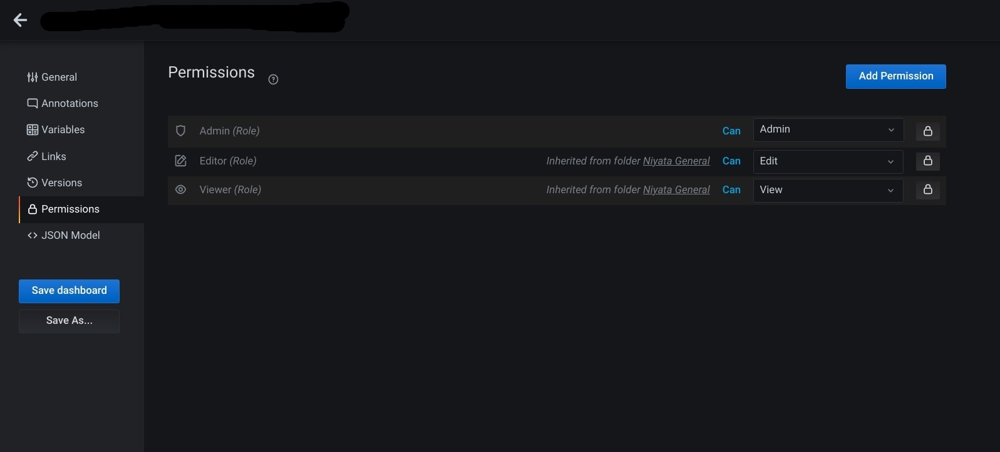 General
Annotations
Variables
Links
Versions
Permissions
JSON Model
Save dashboard
Save As...
Permissions
Add Permission
Admin (Role) Can Admin
Editor (Role) Inherited from folder Niyata General Can Edit
Viewer (Role) Inherited from folder Niyata General Can View